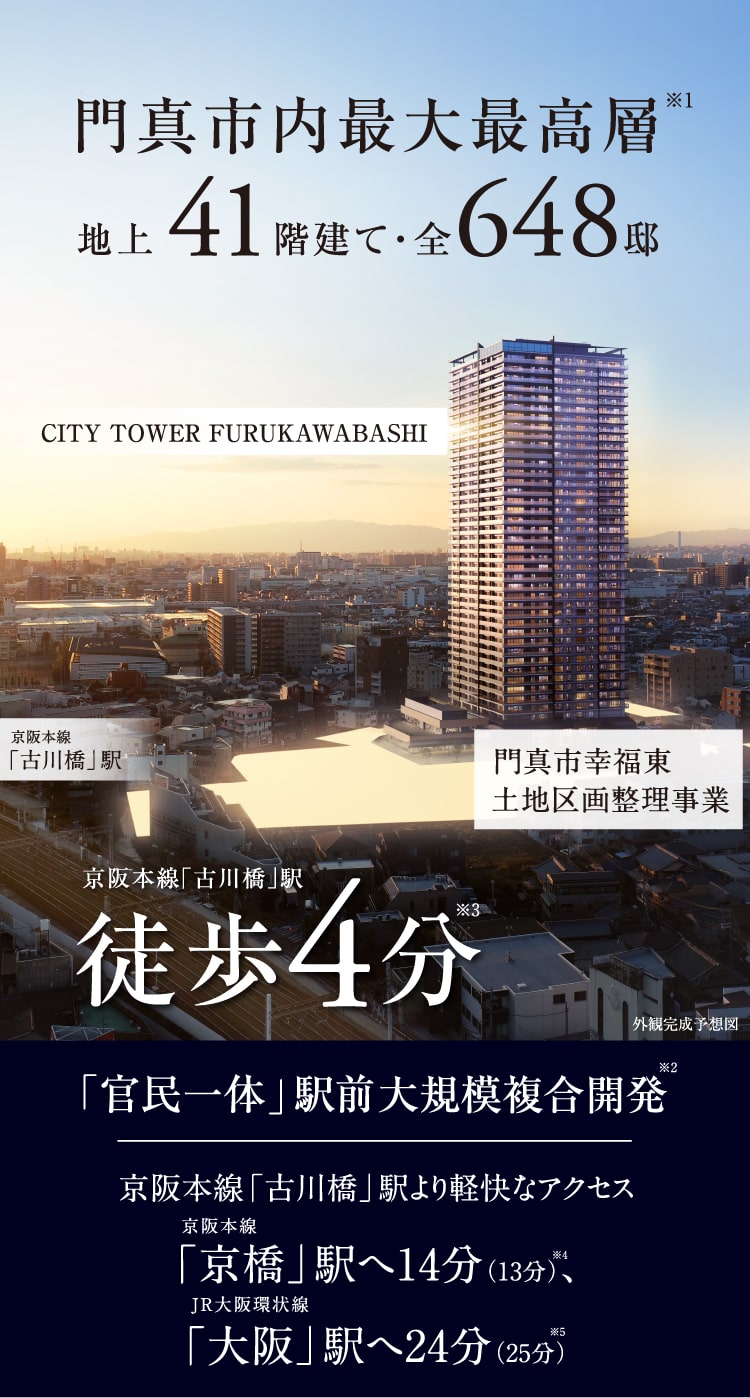 門真市内最大最高層※1
地上41階建て・全648邸
CITY TOWER FURUKAWABASHI
京阪本線
「古川橋」駅
門真市幸福東
土地区画整理事業
京阪本線「古川橋」駅
徒歩4分※3
外観完成予想図
「官民一体」駅前大規模複合開発※2
京阪本線「古川橋」駅より軽快なアクセス
京阪本線
「京橋」駅へ14分(13分)※4、
JR大阪環状線
「大阪」駅へ24分(25分)※5